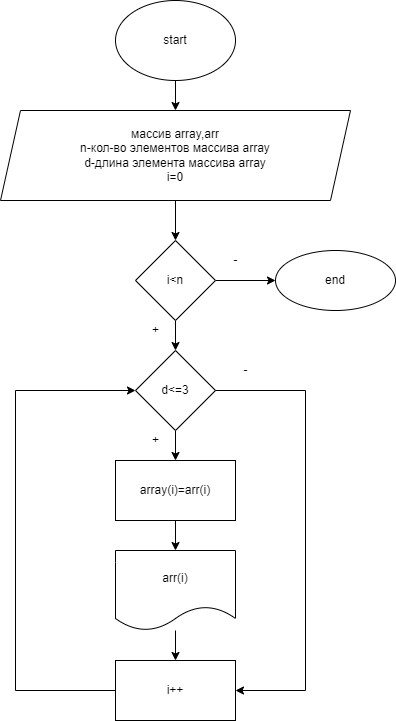 start
массив array,arr
n-кол-во элементов массива array
d-длина элемента массива array
i=0
i<n
-
end
+
d<=3
-
+
array(i)=arr(i)
arr(i)
i++